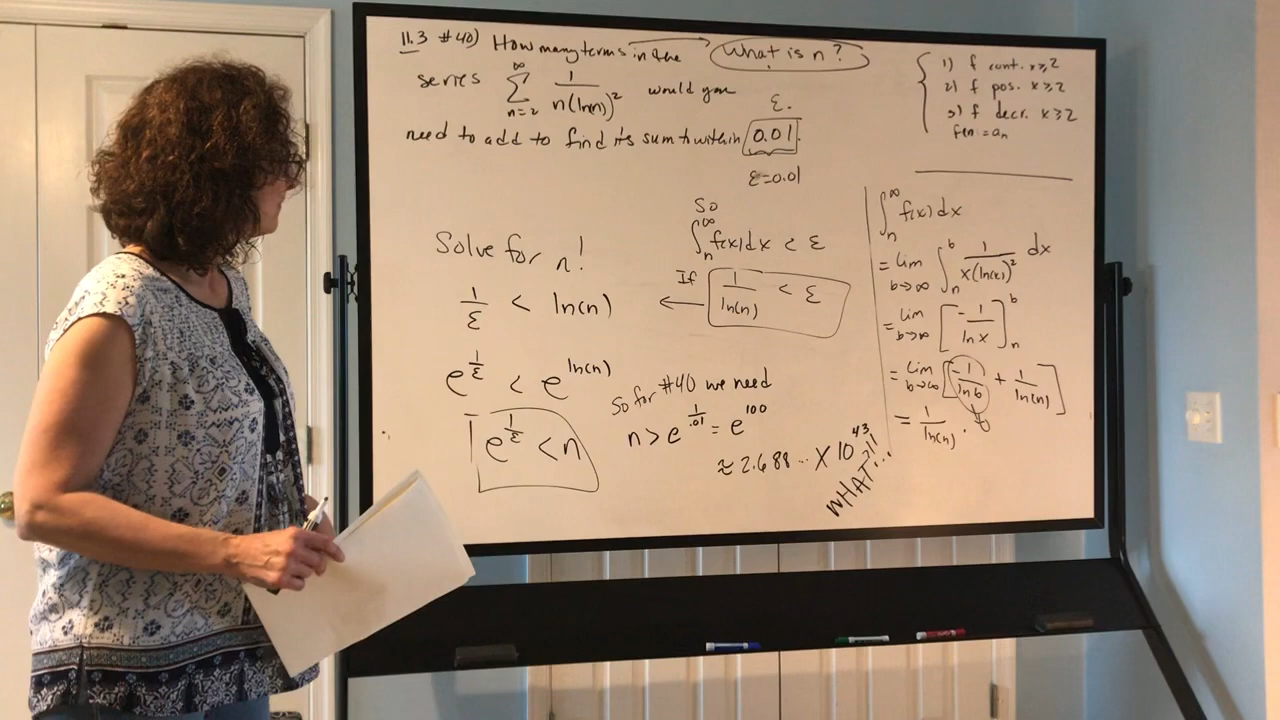 11.3 #40) How many terms in the What is n?
series ∑_{n=2}^{∞} 1/(n(ln n)^2) would you
need to add to find its sum to within 0.01.
ε.
ε=0.01
1) f cont. x≥2
2) f pos. x≥2
3) f decr. x≥2
f(n)=a_n
Solve for n!
1/ε < ln(n)
e^{1/ε} < e^{ln(n)}
e^{1/ε} < n
So
∫_n^∞ f(x)dx < ε
If 1/ln(n) < ε
←
So for #40 we need
n > e^{1/.01} = e^{100}
≈ 2.688... × 10^{43}
WHAT...!!!
∫_n^∞ f(x)dx
= lim_{b→∞} ∫_n^b 1/(x(ln(x))^2) dx
= lim_{b→∞} [-1/ln x]_n^b
= lim_{b→∞} [-1/ln b + 1/ln(n)]
= 1/ln(n). 0